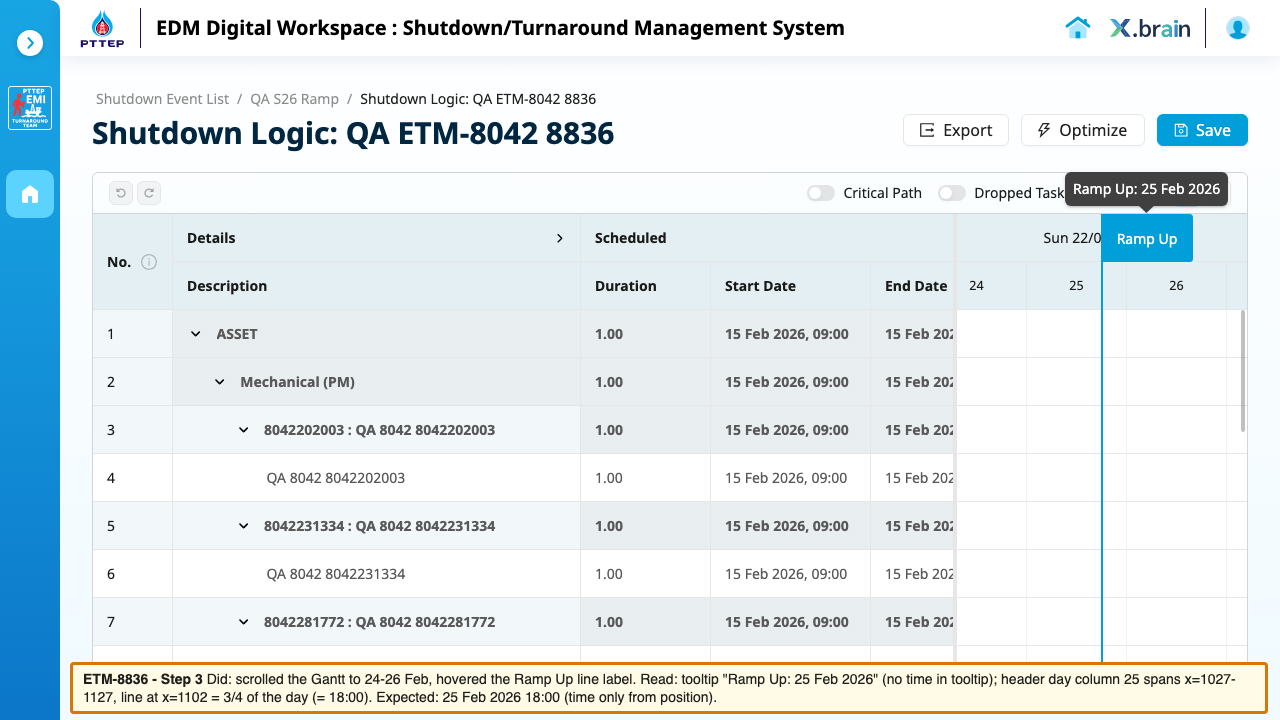 PTTEP
EDM Digital Workspace : Shutdown/Turnaround Management System
X.brain
PTTEP
EMI
TURNAROUND
TEAM
Shutdown Event List / QA S26 Ramp / Shutdown Logic: QA ETM-8042 8836
Shutdown Logic: QA ETM-8042 8836
Export
Optimize
Save
Critical Path
Dropped Task
Ramp Up: 25 Feb 2026
No.
Details
Scheduled
Sun 22/0
Ramp Up
Description
Duration
Start Date
End Date
24
25
26
1 ASSET 1.00 15 Feb 2026, 09:00 15 Feb 202
2 Mechanical (PM) 1.00 15 Feb 2026, 09:00 15 Feb 202
3 8042202003 : QA 8042 8042202003 1.00 15 Feb 2026, 09:00 15 Feb 202
4 QA 8042 8042202003 1.00 15 Feb 2026, 09:00 15 Feb 202
5 8042231334 : QA 8042 8042231334 1.00 15 Feb 2026, 09:00 15 Feb 202
6 QA 8042 8042231334 1.00 15 Feb 2026, 09:00 15 Feb 202
7 8042281772 : QA 8042 8042281772 1.00 15 Feb 2026, 09:00 15 Feb 202
ETM-8836 - Step 3 Did: scrolled the Gantt to 24-26 Feb, hovered the Ramp Up line label. Read: tooltip "Ramp Up: 25 Feb 2026" (no time in tooltip); header day column 25 spans x=1027-
1127, line at x=1102 = 3/4 of the day (= 18:00). Expected: 25 Feb 2026 18:00 (time only from position).